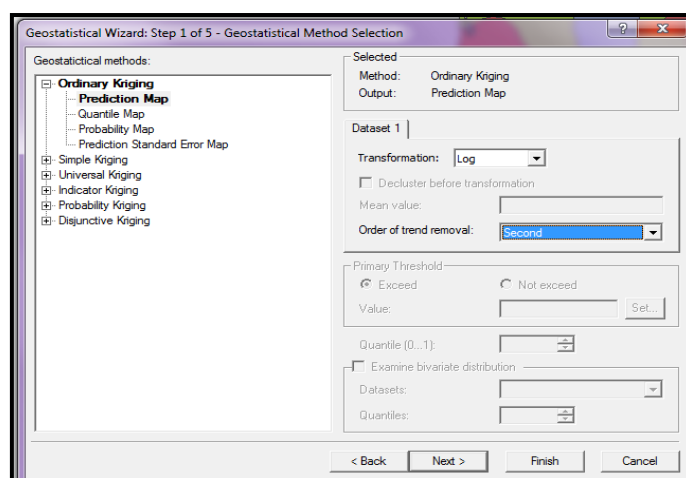 Geostatistical Wizard: Step 1 of 5 - Geostatistical Method Selection
Geostatictical methods:
Ordinary Kriging
Prediction Map
Quantile Map
Probability Map
Prediction Standard Error Map
Simple Kriging
Universal Kriging
Indicator Kriging
Probability Kriging
Disjunctive Kriging
Selected
Method: Ordinary Kriging
Output: Prediction Map
Dataset 1
Transformation: Log
Decluster before transformation
Mean value:
Order of trend removal: Second
Primary Threshold
Exceed Not exceed
Value: Set...
Quantile (0...1):
Examine bivariate distribution
Datasets:
Quantiles:
< Back Next > Finish Cancel